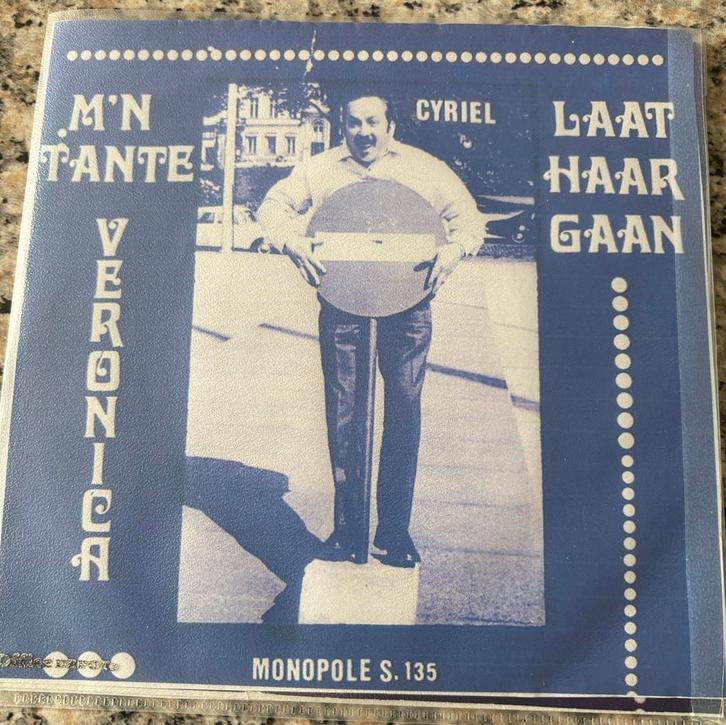 M'N
TANTE
VERONICA
CYRIEL
LAAT
HAAR
GAAN
MONOPOLE S. 135